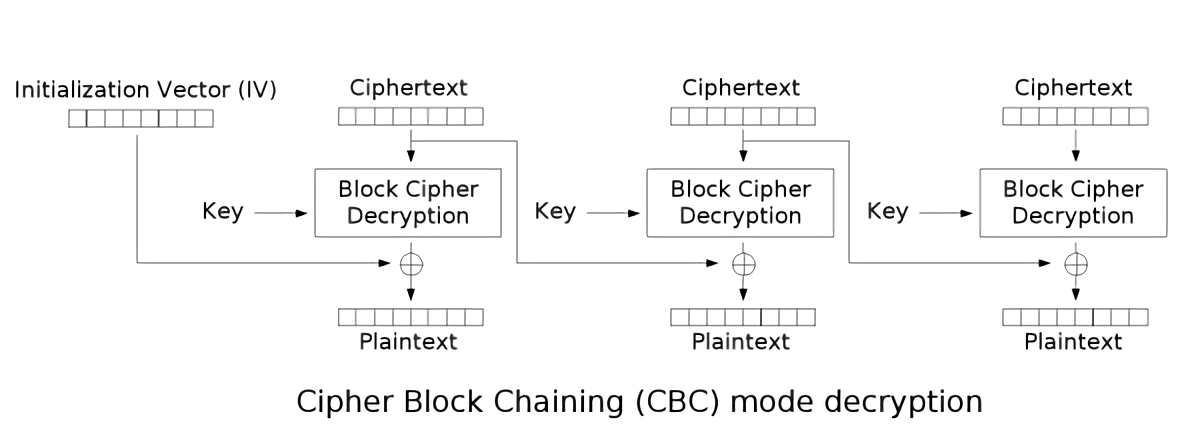 Initialization Vector (IV)
Ciphertext
Ciphertext
Ciphertext
Key
Block Cipher
Decryption
Key
Block Cipher
Decryption
Key
Block Cipher
Decryption
Plaintext
Plaintext
Plaintext
Cipher Block Chaining (CBC) mode decryption